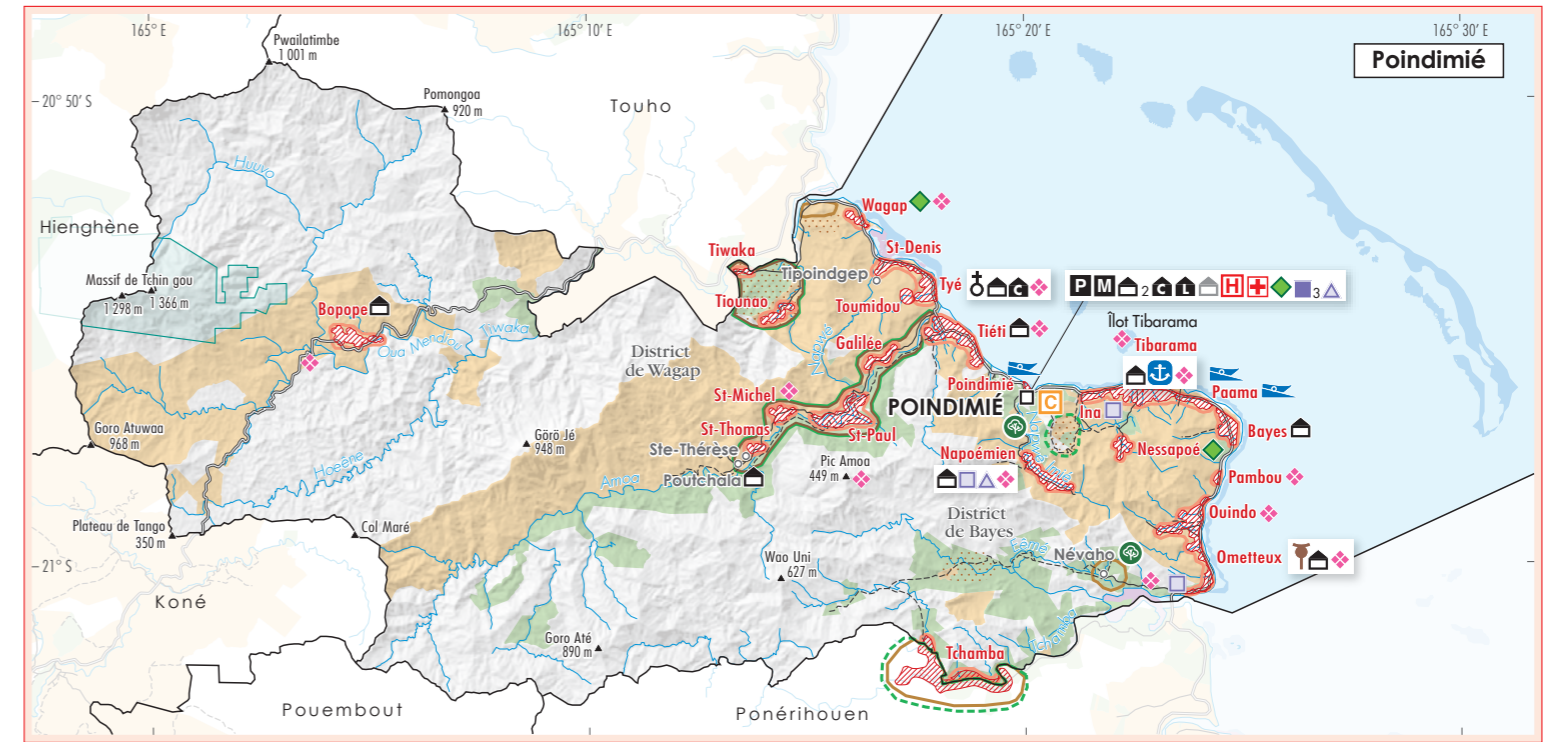 165° E
165° 10' E
165° 20' E
165° 30' E
Poindimié
Pwailatimbe
1 001 m
20° 50' S
Pomongoa
920 m
Touho
Huuvo
Hienghène
Wagap
Tiwaka
St-Denis
Massif de Tchin gou
1 298 m
1 366 m
Tipoindgep
Tyé
C
P M 2 C L H 3
Bopope
Tiounao
Toumidou
Tiwaka
Oua Mendiou
Tiéti
Îlot Tibarama
Tibarama
District
de Wagap
Napwé
Galilée
Poindimié
Paama
St-Michel
POINDIMIÉ
C
Ina
Goro Atuwaa
968 m
Görö Jé
948 m
St-Thomas
St-Paul
Bayes
Ste-Thérèse
Napoémien
Nessapoé
Hoeène
Amoa
Poutchala
Pic Amoa
449 m
Pambou
Plateau de Tango
350 m
Col Maré
District
de Bayes
Ouindo
21° S
Wao Uni
627 m
Névaho
Ometteux
Koné
Goro Até
890 m
Tchamba
Tchamba
Pouembout
Ponérihouen